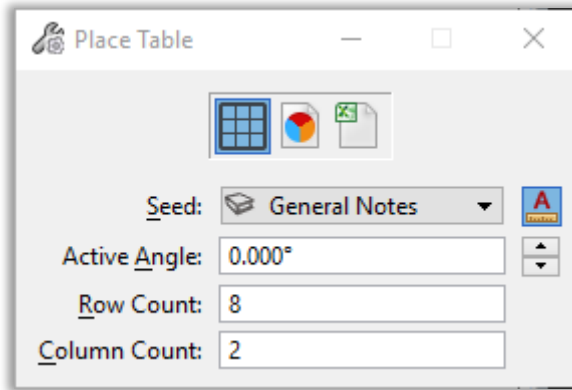 Place Table
Seed: General Notes A
Active Angle: 0.000°
Row Count: 8
Column Count: 2